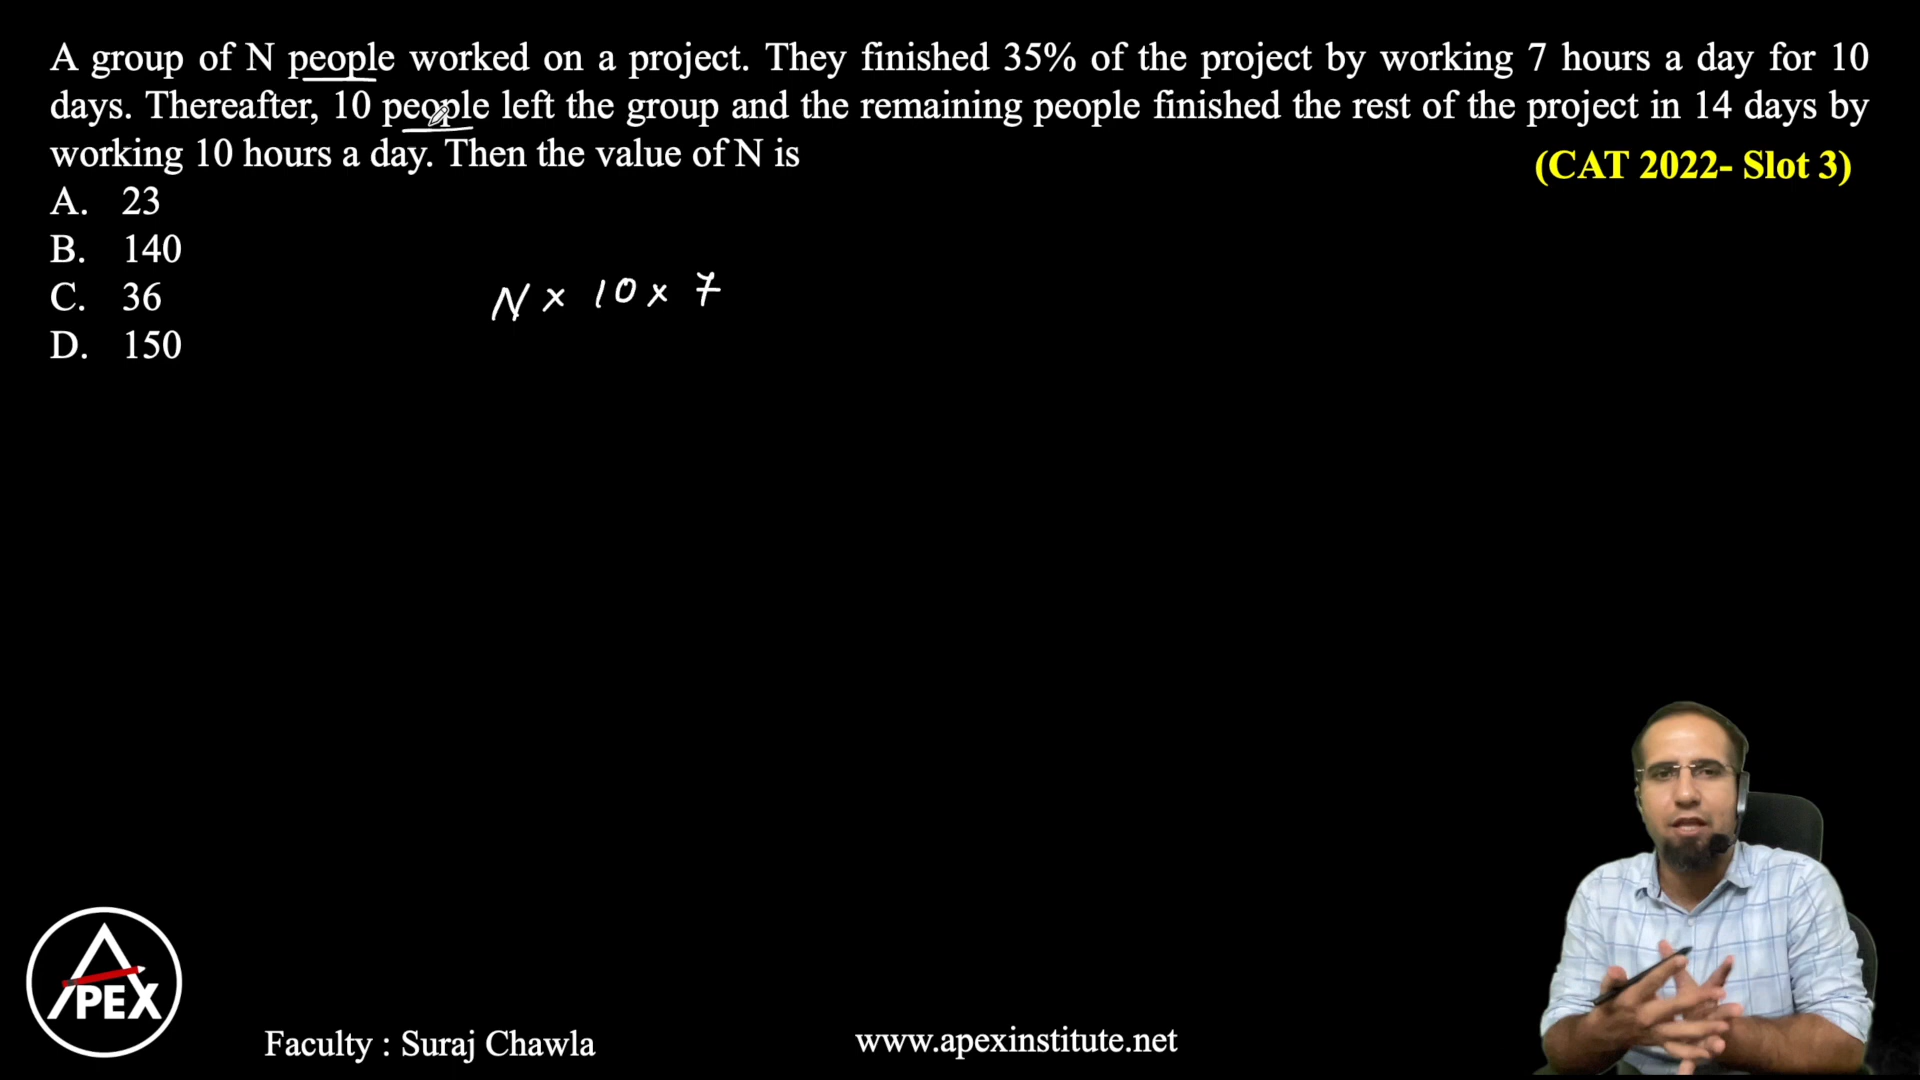 A group of N people worked on a project. They finished 35% of the project by working 7 hours a day for 10
days. Thereafter, 10 people left the group and the remaining people finished the rest of the project in 14 days by
working 10 hours a day. Then the value of N is
(CAT 2022- Slot 3)
A. 23
B. 140
C. 36
D. 150
N × 10 × 7
APEX
Faculty : Suraj Chawla
www.apexinstitute.net